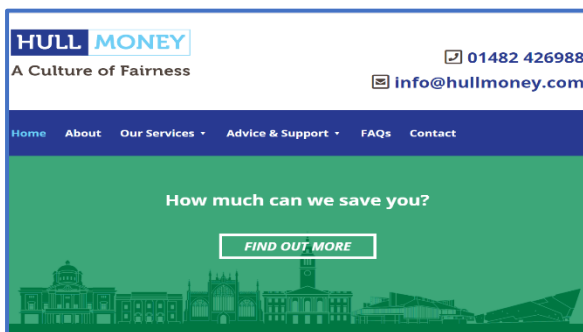 HULL MONEY
A Culture of Fairness
01482 426988
info@hullmoney.com
Home About Our Services Advice & Support FAQs Contact
How much can we save you?
FIND OUT MORE